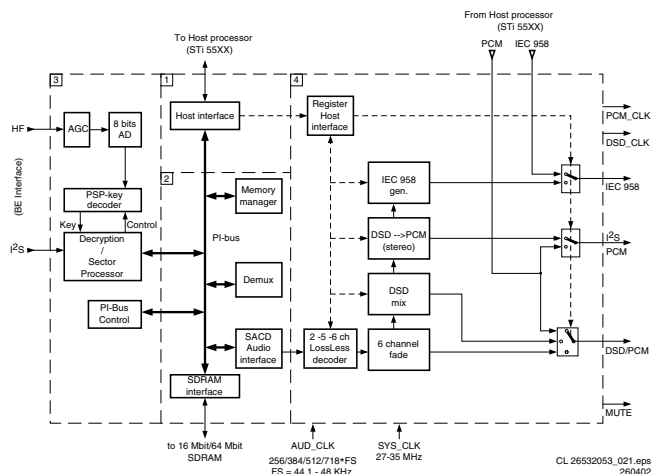 From Host processor
(STi 55XX)
To Host processor
(STi 55XX)
PCM
IEC 958
3
1
4
Host interface
Register
Host
interface
AGC
8 bits
AD
HF
(BE Interface)
PCM_CLK
DSD_CLK
2
PSP-key
decoder
Key
Control
Memory
manager
IEC 958
gen.
IEC 958
I2S
Decryption
/
Sector
Processor
PI-bus
DSD -->PCM
(stereo)
I2S
PCM
Demux
DSD
mix
PI-Bus
Control
SACD
Audio
interface
2 -5 -6 ch
LossLess
decoder
6 channel
fade
DSD/PCM
SDRAM
interface
MUTE
to 16 Mbit/64 Mbit
SDRAM
AUD_CLK
256/384/512/718*FS
FS = 44,1 - 48 KHz
SYS_CLK
27-35 MHz
CL 26532053_021.eps
260402